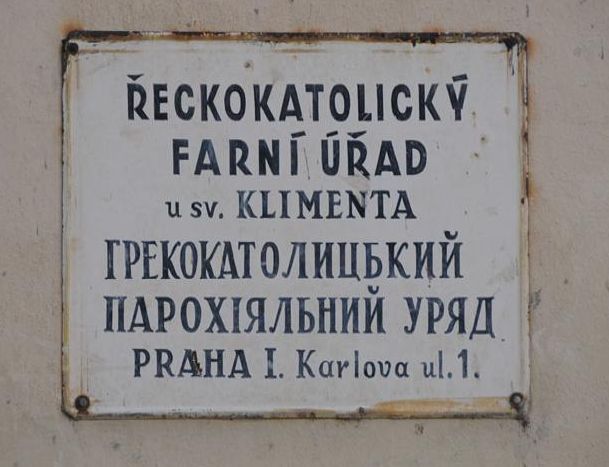 ŘECKOKATOLICKÝ
FARNÍ ÚŘAD
u sv. KLIMENTA
ГРЕКОКАТОЛИЦЬКИЙ
ПАРОХІЯЛЬНИЙ УРЯД
PRAHA I. Karlova ul. 1.